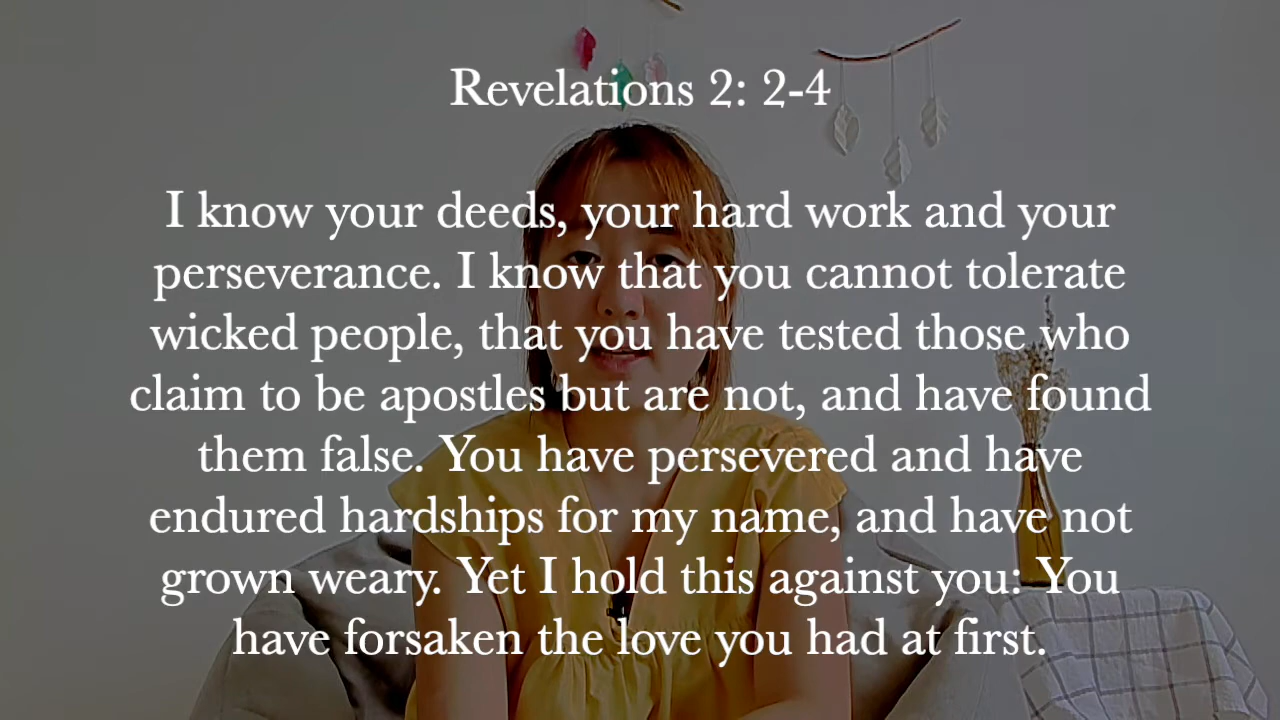 Revelations 2: 2-4
I know your deeds, your hard work and your
perseverance. I know that you cannot tolerate
wicked people, that you have tested those who
claim to be apostles but are not, and have found
them false. You have persevered and have
endured hardships for my name, and have not
grown weary. Yet I hold this against you: You
have forsaken the love you had at first.